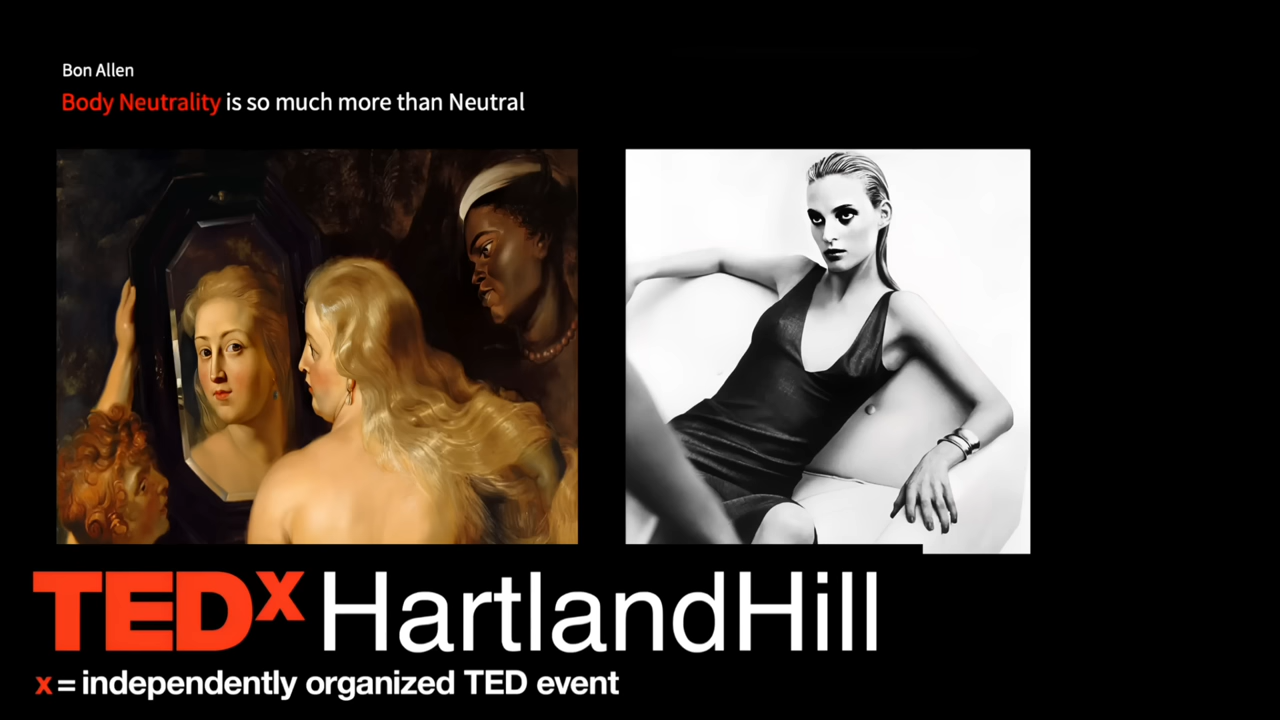 Bon Allen
Body Neutrality is so much more than Neutral
TEDx HartlandHill
x = independently organized TED event